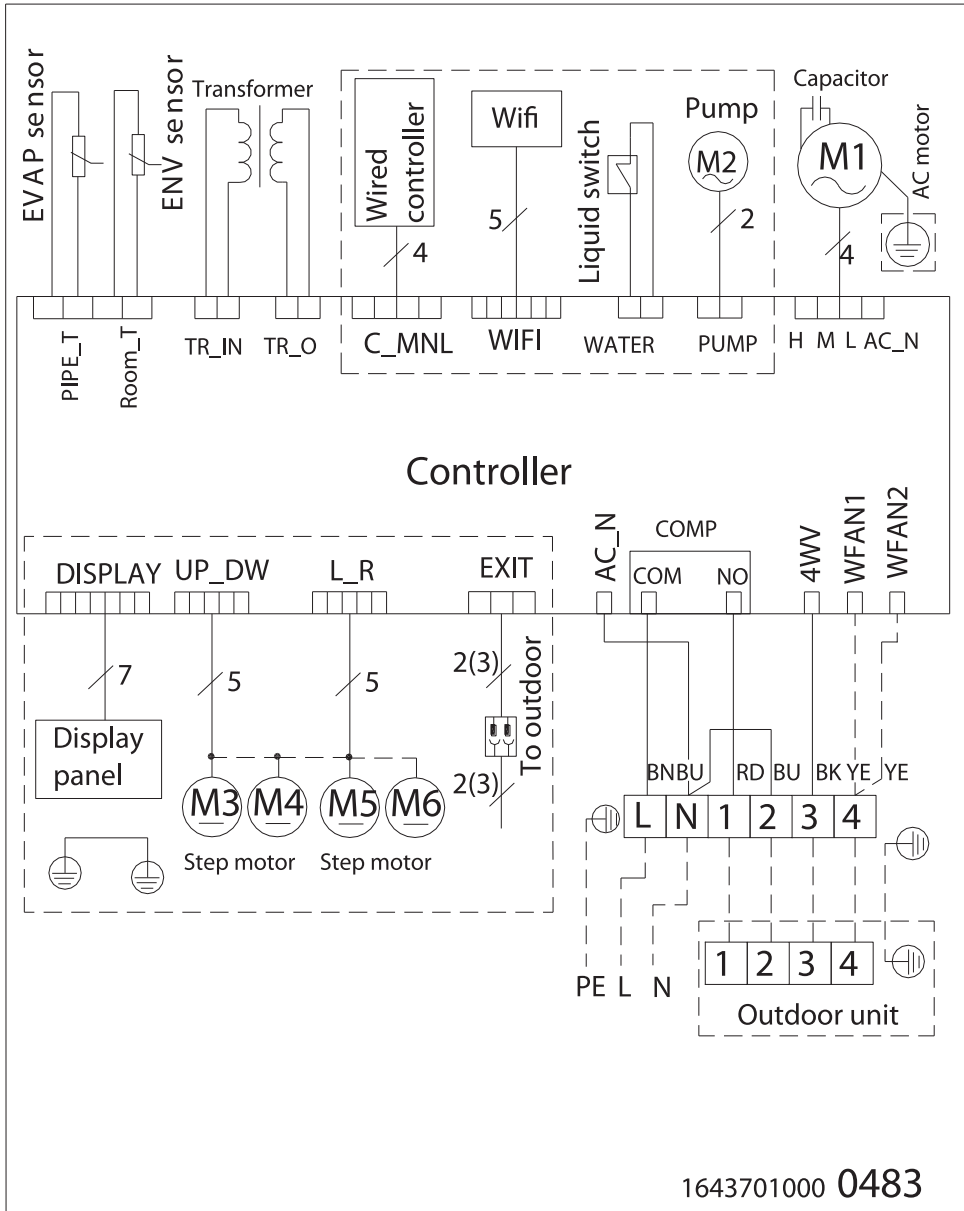 EVAP sensor
ENV sensor
Transformer
Wired
controller
Wifi
Liquid switch
Pump
M2
Capacitor
M1
AC motor
4
5
2
4
PIPE_T
Room_T
TR_IN
TR_O
C_MNL
WIFI
WATER
PUMP
H M L AC_N
Controller
DISPLAY
UP_DW
L_R
EXIT
AC_N
COMP
COM
NO
4WV
WFAN1
WFAN2
7
5
5
2(3)
To outdoor
2(3)
Display
panel
M3
M4
M5
M6
Step motor
Step motor
BN
BU
RD
BU
BK
YE
YE
L N 1 2 3 4
PE L N
1 2 3 4
Outdoor unit
1643701000 0483